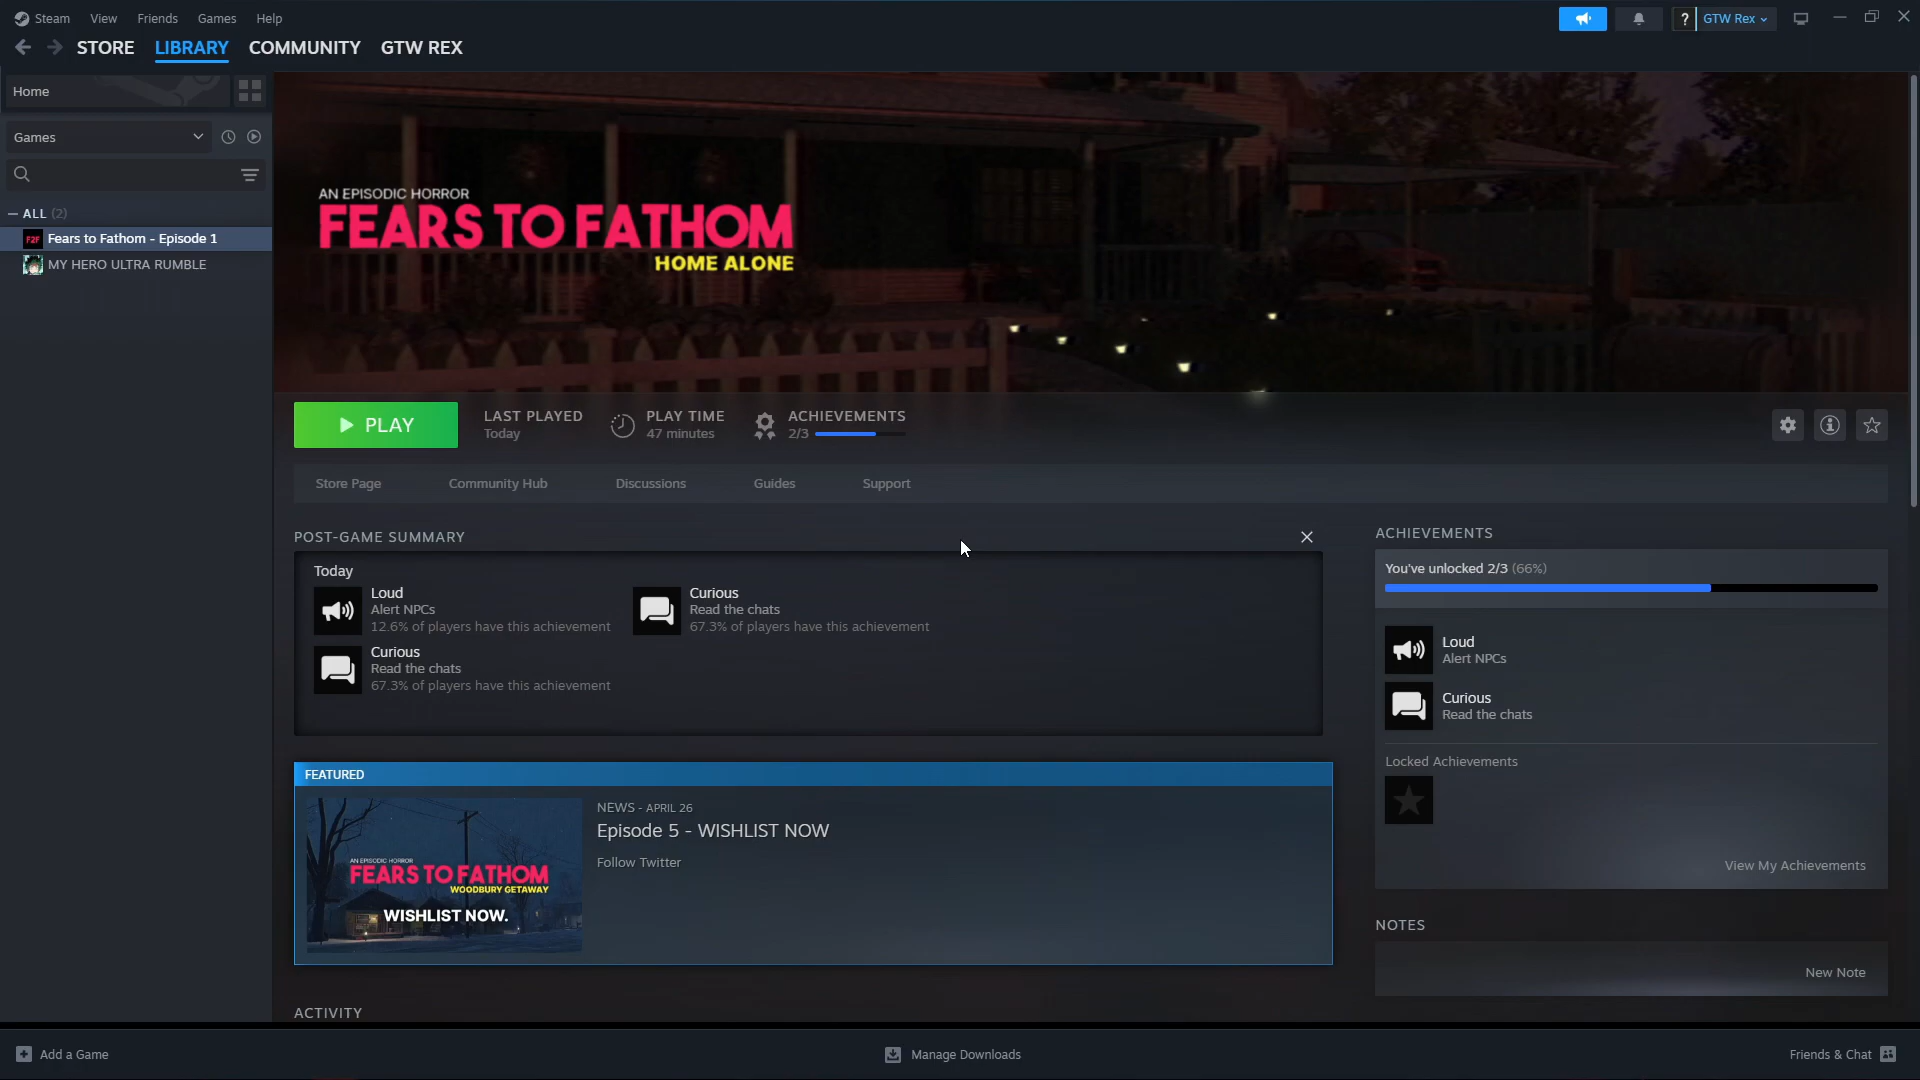 Steam View Friends Games Help
? GTW Rex
STORE LIBRARY COMMUNITY GTW REX
Home
Games
ALL (2)
F2F Fears to Fathom - Episode 1
MY HERO ULTRA RUMBLE
AN EPISODIC HORROR
FEARS TO FATHOM
HOME ALONE
PLAY
LAST PLAYED
Today
PLAY TIME
47 minutes
ACHIEVEMENTS
2/3
Store Page Community Hub Discussions Guides Support
POST-GAME SUMMARY
Today
Loud
Alert NPCs
12.6% of players have this achievement
Curious
Read the chats
67.3% of players have this achievement
Curious
Read the chats
67.3% of players have this achievement
FEATURED
AN EPISODIC HORROR
FEARS TO FATHOM
WOODBURY GETAWAY
WISHLIST NOW.
NEWS - APRIL 26
Episode 5 - WISHLIST NOW
Follow Twitter
ACTIVITY
ACHIEVEMENTS
You've unlocked 2/3 (66%)
Loud
Alert NPCs
Curious
Read the chats
Locked Achievements
View My Achievements
NOTES
New Note
Add a Game
Manage Downloads
Friends & Chat